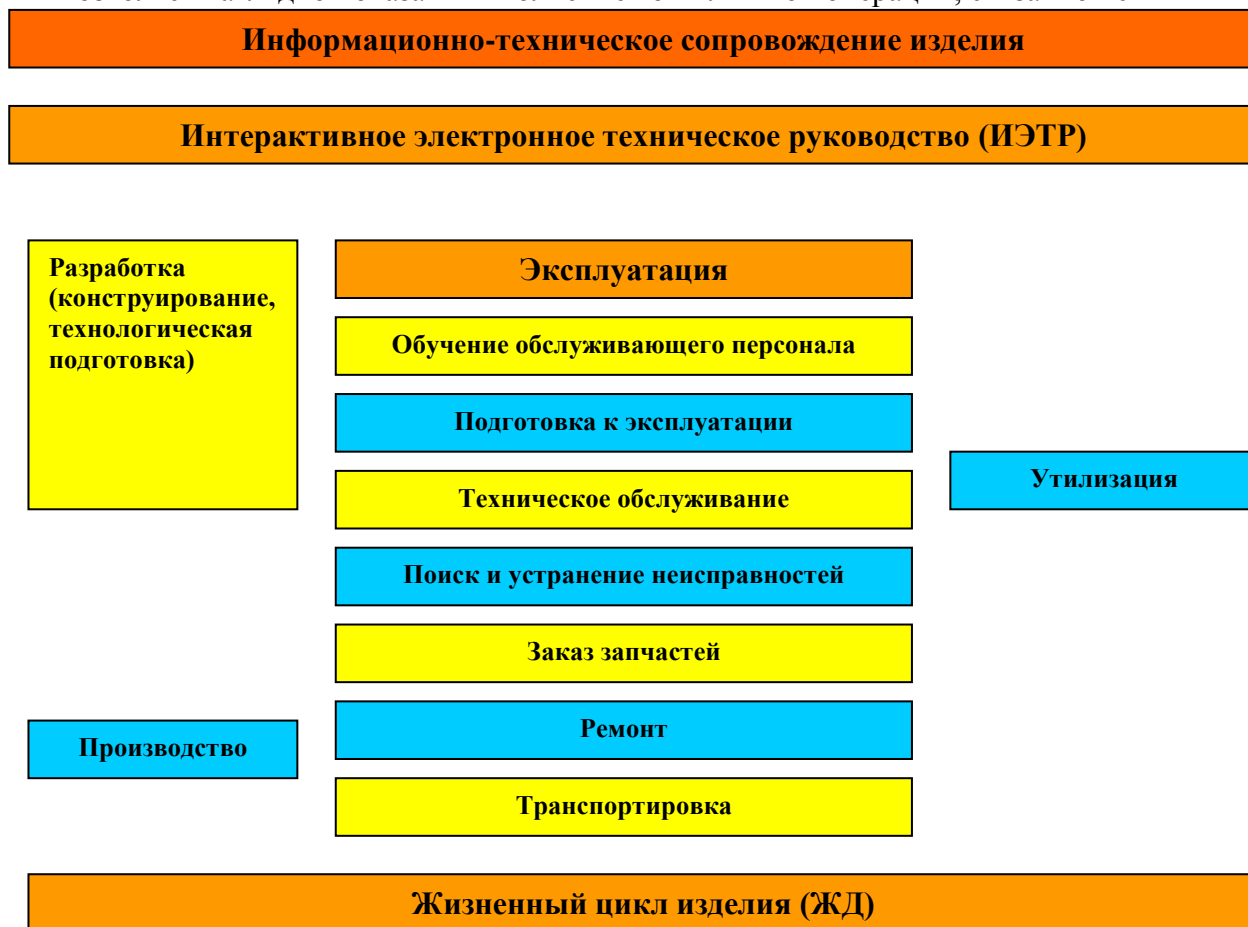 Информационно-техническое сопровождение изделия
Интерактивное электронное техническое руководство (ИЭТР)
Разработка
(конструирование,
технологическая
подготовка)
Эксплуатация
Обучение обслуживающего персонала
Подготовка к эксплуатации
Техническое обслуживание
Утилизация
Поиск и устранение неисправностей
Заказ запчастей
Ремонт
Производство
Транспортировка
Жизненный цикл изделия (ЖД)